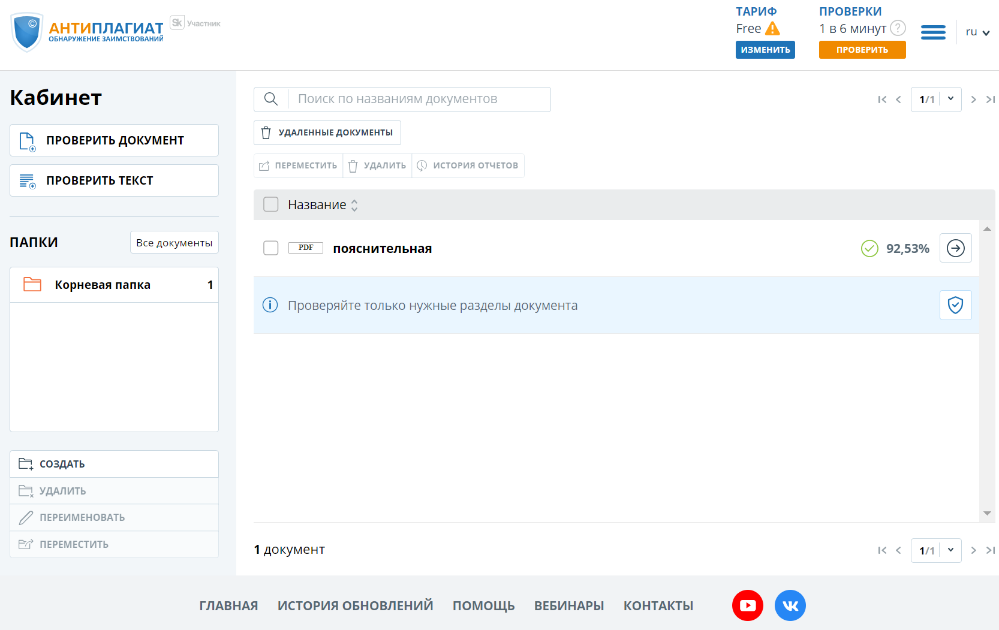 ©
АНТИПЛАГИАТ
ОБНАРУЖЕНИЕ ЗАИМСТВОВАНИЙ
Sk Участник
ТАРИФ
Free
ИЗМЕНИТЬ
ПРОВЕРКИ
1 в 6 минут ?
ПРОВЕРИТЬ
ru
Кабинет
ПРОВЕРИТЬ ДОКУМЕНТ
ПРОВЕРИТЬ ТЕКСТ
ПАПКИ
Все документы
Корневая папка 1
СОЗДАТЬ
УДАЛИТЬ
ПЕРЕИМЕНОВАТЬ
ПЕРЕМЕСТИТЬ
Поиск по названиям документов
1/1
УДАЛЕННЫЕ ДОКУМЕНТЫ
ПЕРЕМЕСТИТЬ УДАЛИТЬ ИСТОРИЯ ОТЧЕТОВ
Название
PDF пояснительная 92,53%
Проверяйте только нужные разделы документа
1 документ
1/1
ГЛАВНАЯ ИСТОРИЯ ОБНОВЛЕНИЙ ПОМОЩЬ ВЕБИНАРЫ КОНТАКТЫ